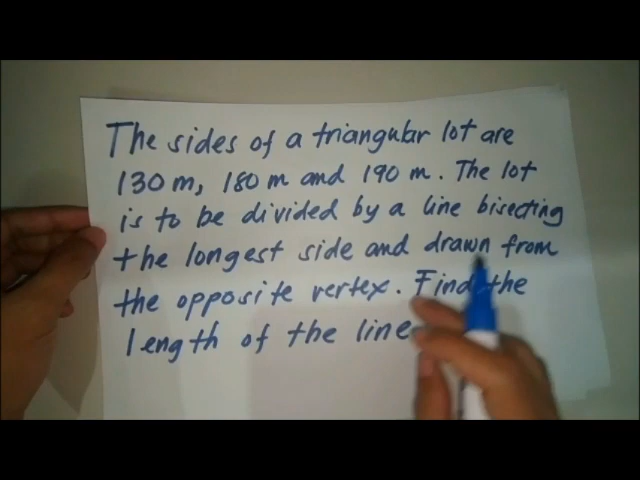 The sides of a triangular lot are
130 m, 180 m and 190 m. The lot
is to be divided by a line bisecting
the longest side and drawn from
the opposite vertex. Find the
length of the line